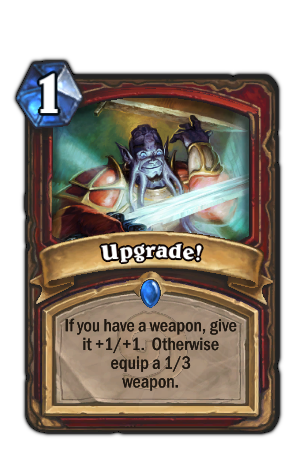 1
Upgrade!
If you have a weapon, give
it +1/+1. Otherwise
equip a 1/3
weapon.